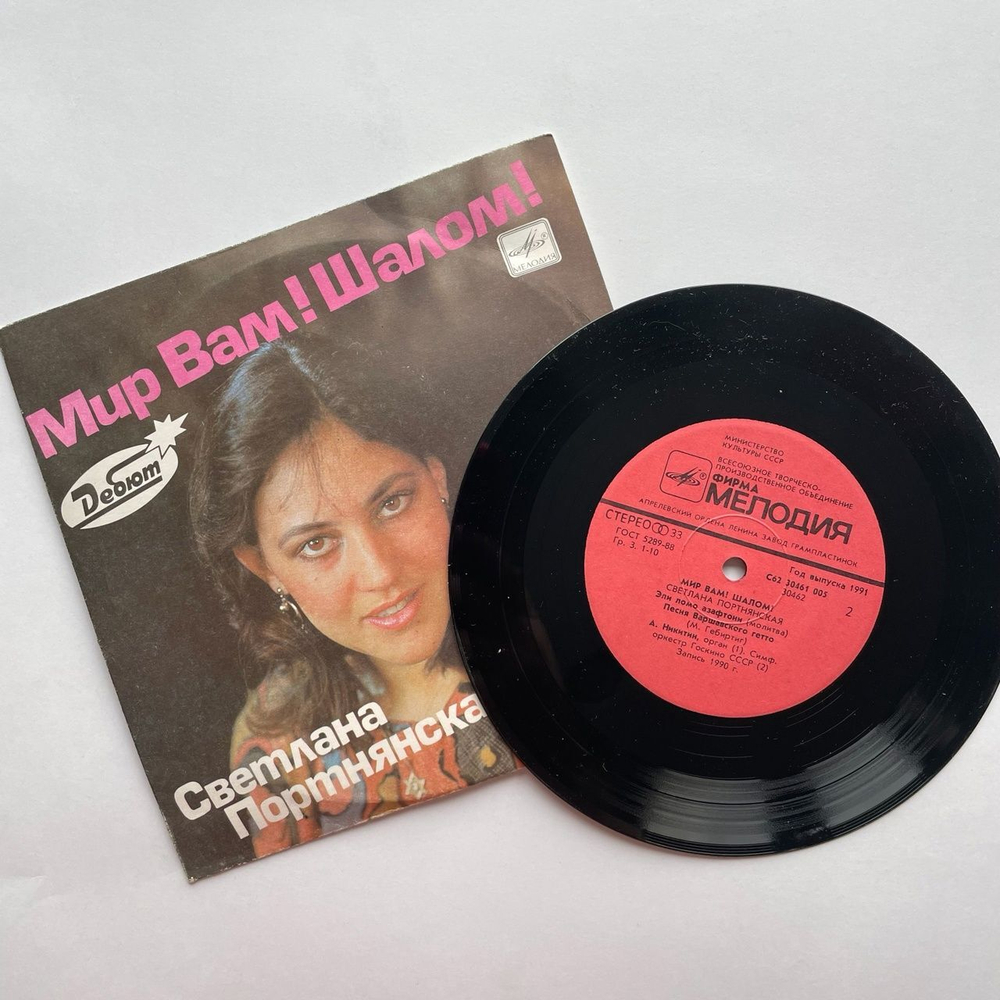 Мир Вам! Шалом!
МЕЛОДИЯ
Дебют
Светлана
Портнянска
МИНИСТЕРСТВО
КУЛЬТУРЫ СССР
ВСЕСОЮЗНОЕ ТВОРЧЕСКО-
ПРОИЗВОДСТВЕННОЕ ОБЪЕДИНЕНИЕ
ФИРМА
МЕЛОДИЯ
АПРЕЛЕВСКИЙ ОРДЕНА ЛЕНИНА ЗАВОД ГРАМПЛАСТИНОК
СТЕРЕО 33
ГОСТ 5289-88
Гр. 3. 1-10
Год выпуска 1991
С62 30461 005
30462
2
МИР ВАМ! ШАЛОМ!
СВЕТЛАНА ПОРТНЯНСКАЯ
Эли ломо азафтони (молитва)
Песня Варшавского гетто
(М. Гебиртиг)
А. Никитин, орган (1), Симф.
оркестр Госкино СССР (2)
Запись 1990 г.